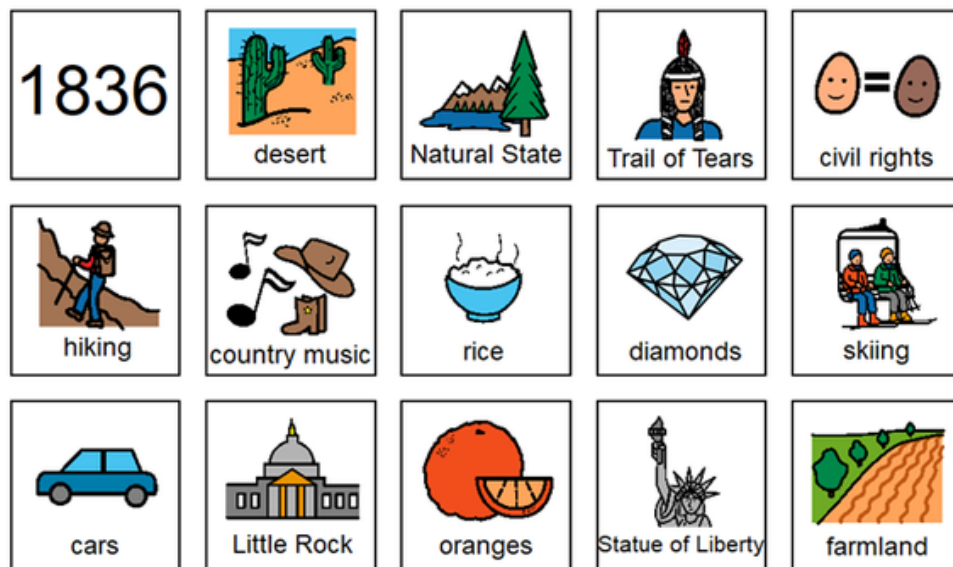 1836
desert
Natural State
Trail of Tears
civil rights
hiking
country music
rice
diamonds
skiing
cars
Little Rock
oranges
Statue of Liberty
farmland